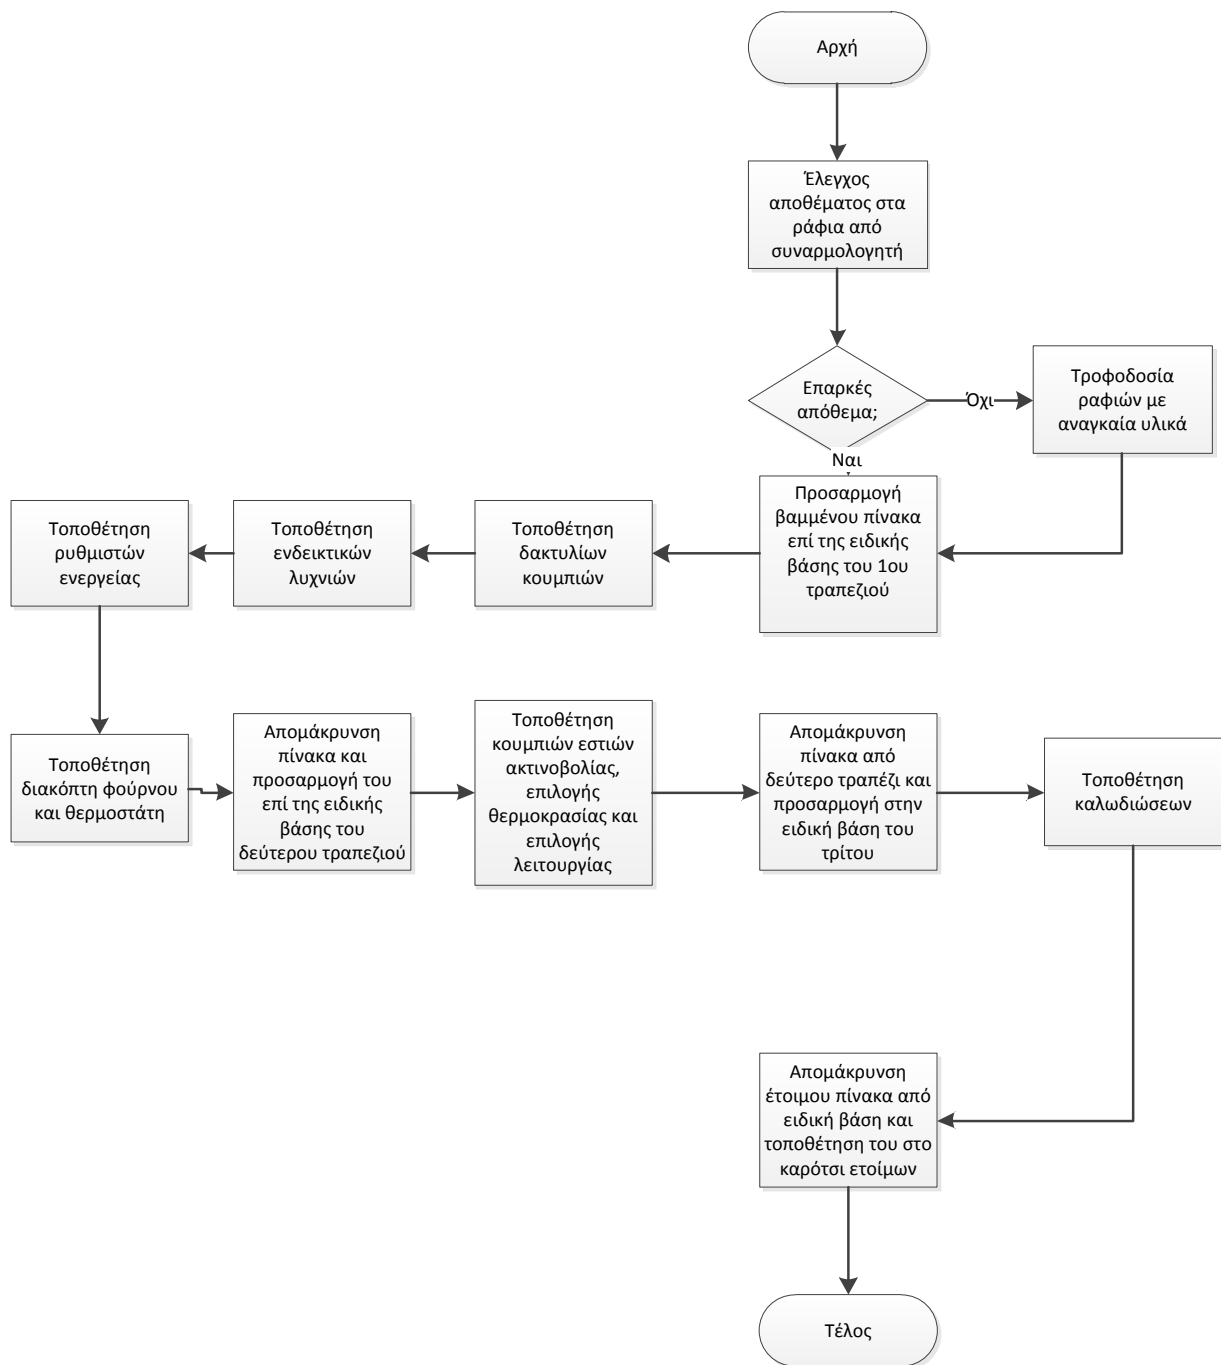 Αρχή
Έλεγχος
αποθέματος στα
ράφια από
συναρμολογητή
Επαρκές
απόθεμα;
Όχι
Τροφοδοσία
ραφιών με
αναγκαία υλικά
Ναι
Προσαρμογή
βαμμένου πίνακα
επί της ειδικής
βάσης του 1ου
τραπεζιού
Τοποθέτηση
δακτυλίων
κουμπιών
Τοποθέτηση
ενδεικτικών
λυχνιών
Τοποθέτηση
ρυθμιστών
ενεργείας
Τοποθέτηση
διακόπτη φούρνου
και θερμοστάτη
Απομάκρυνση
πίνακα και
προσαρμογή του
επί της ειδικής
βάσης του
δεύτερου τραπεζιού
Τοποθέτηση
κουμπιών εστιών
ακτινοβολίας,
επιλογής
θερμοκρασίας και
επιλογής
λειτουργίας
Απομάκρυνση
πίνακα από
δεύτερο τραπέζι και
προσαρμογή στην
ειδική βάση του
τρίτου
Τοποθέτηση
καλωδιώσεων
Απομάκρυνση
έτοιμου πίνακα από
ειδική βάση και
τοποθέτηση του στο
καρότσι ετοίμων
Τέλος